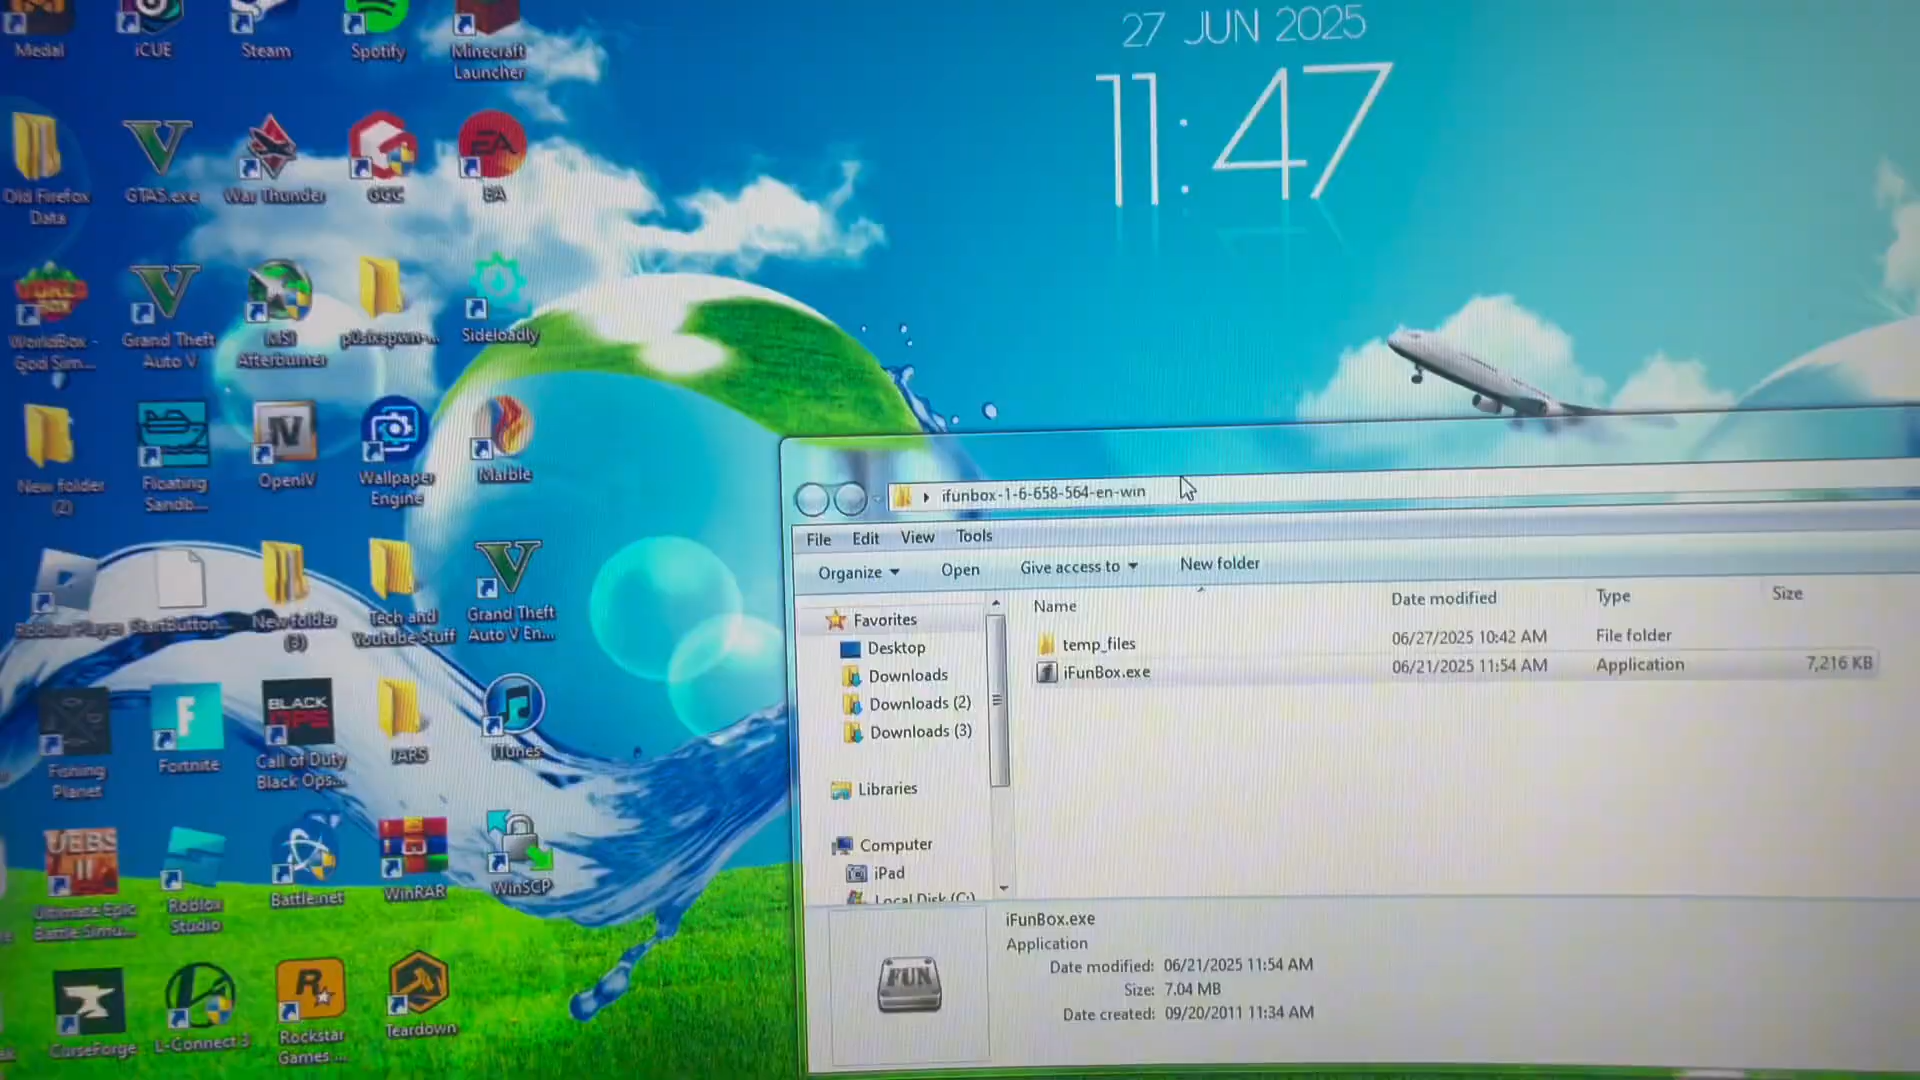 Medal
iCUE
Steam
Spotify
Minecraft
Launcher
27 JUN 2025
11:47
Old Firefox
Data
GTA5.exe
War Thunder
GCC
EA
EA
WorldBox -
God Sim...
Grand Theft
Auto V
MSI
Afterburner
p0sixspwn-...
Sideloadly
New folder
(2)
Floating
Sandb...
IV
OpenIV
Wallpaper
Engine
Marble
Roblox Player
StartButton...
New folder
(3)
Tech and
Youtube Stuff
Grand Theft
Auto V En...
Fishing
Planet
Fortnite
BLACK
OPS
Call of Duty
Black Ops...
JARS
iTunes
UEBS
II
Ultimate Epic
Battle Simu...
Roblox
Studio
Battle.net
WinRAR
WinSCP
CurseForge
L-Connect 3
Rockstar
Games ...
Teardown
ifunbox-1-6-658-564-en-win
File Edit View Tools
Organize Open Give access to New folder
Name Date modified Type Size
temp_files 06/27/2025 10:42 AM File folder
iFunBox.exe 06/21/2025 11:54 AM Application 7,216 KB
Favorites
Desktop
Downloads
Downloads (2)
Downloads (3)
Libraries
Computer
iPad
Local Disk (C:)
FUN
iFunBox.exe
Application
Date modified: 06/21/2025 11:54 AM
Size: 7.04 MB
Date created: 09/20/2011 11:34 AM